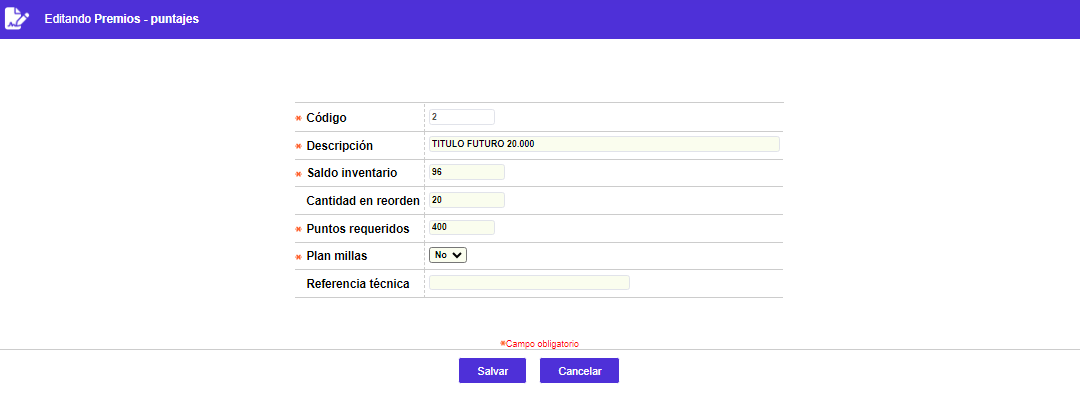 Editando Premios - puntajes
* Código 2
* Descripción TITULO FUTURO 20.000
* Saldo inventario 96
Cantidad en reorden 20
* Puntos requeridos 400
* Plan millas No
Referencia técnica
*Campo obligatorio
Salvar Cancelar